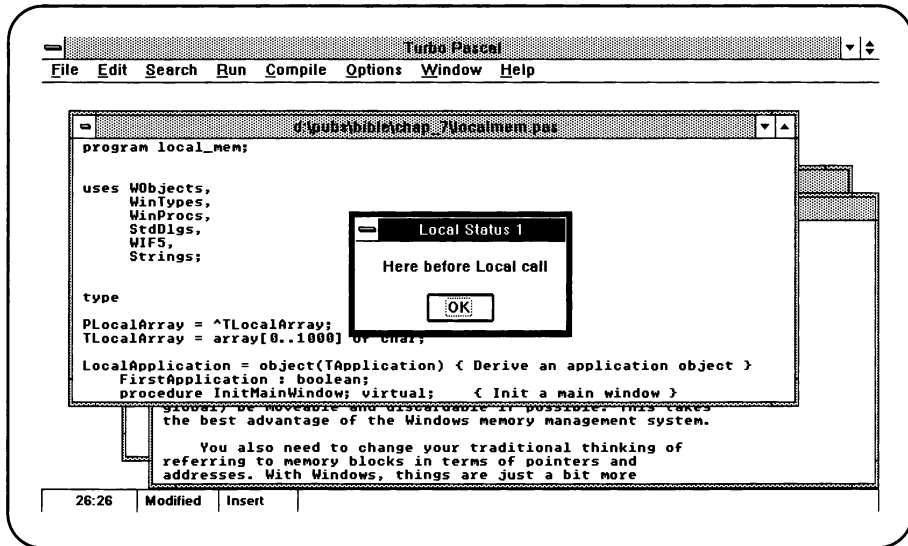 Turbo Pascal
File Edit Search Run Compile Options Window Help
d:\pubs\bible\chap_7\localmem.pas
program local_mem;
uses WObjects,
WinTypes,
WinProcs,
StdDlgs,
WIF5,
Strings;
Local Status 1
Here before Local call
OK
type
PLocalArray = ^TLocalArray;
TLocalArray = array[0..1000] of char;
LocalApplication = object(TApplication) { Derive an application object }
FirstApplication : boolean;
procedure InitMainWindow; virtual; { Init a main window }
global) be moveable and discardable if possible. This takes
the best advantage of the Windows memory management system.
You also need to change your traditional thinking of
referring to memory blocks in terms of pointers and
addresses. With Windows, things are just a bit more
26:26 Modified Insert